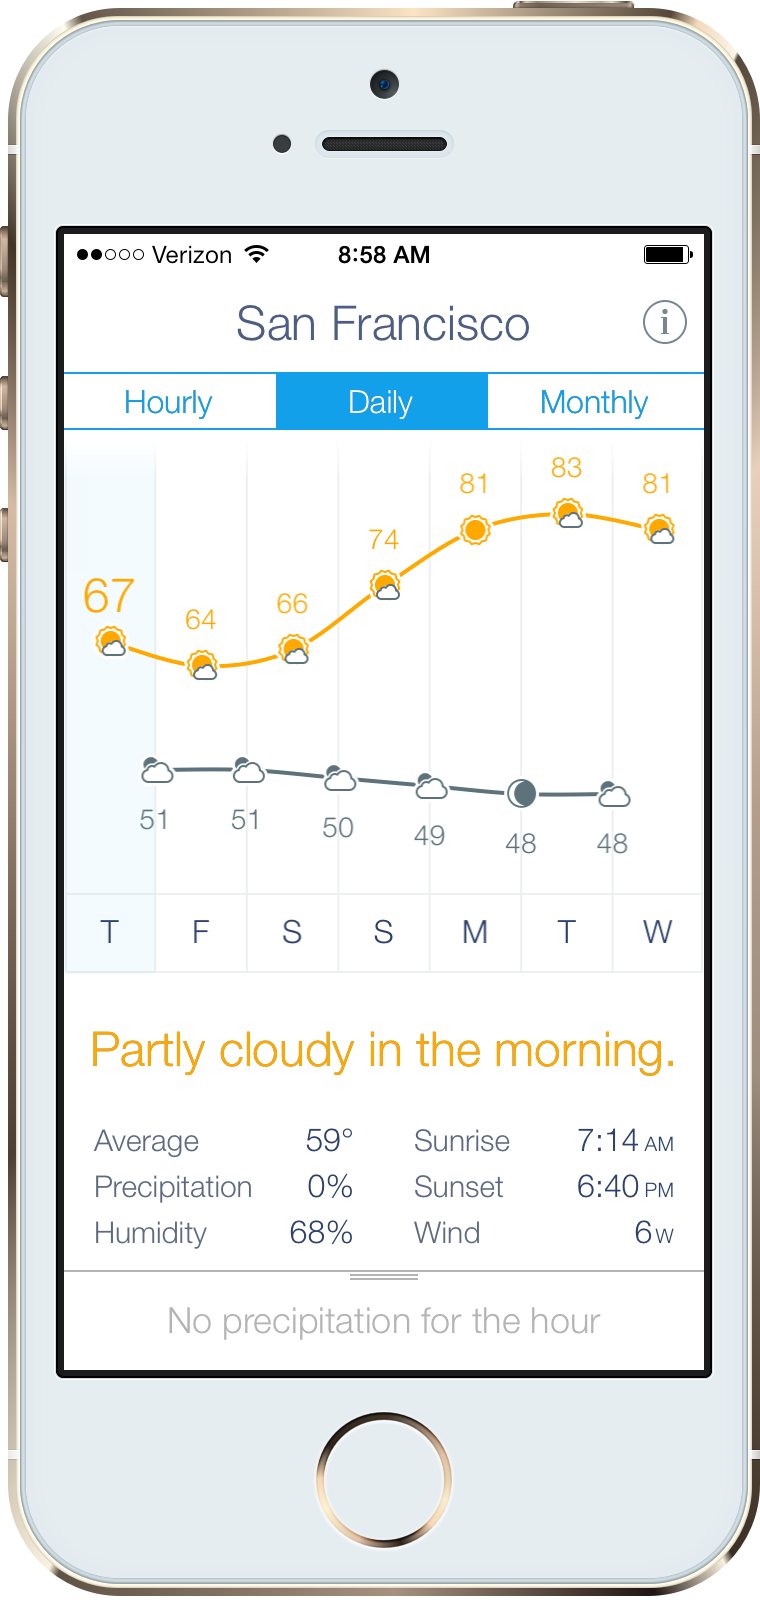 Verizon 8:58 AM
San Francisco i
Hourly Daily Monthly
83
81 81
74
67 64 66
51 51 50 49 48 48
T F S S M T W
Partly cloudy in the morning.
Average 59° Sunrise 7:14 AM
Precipitation 0% Sunset 6:40 PM
Humidity 68% Wind 6 W
No precipitation for the hour